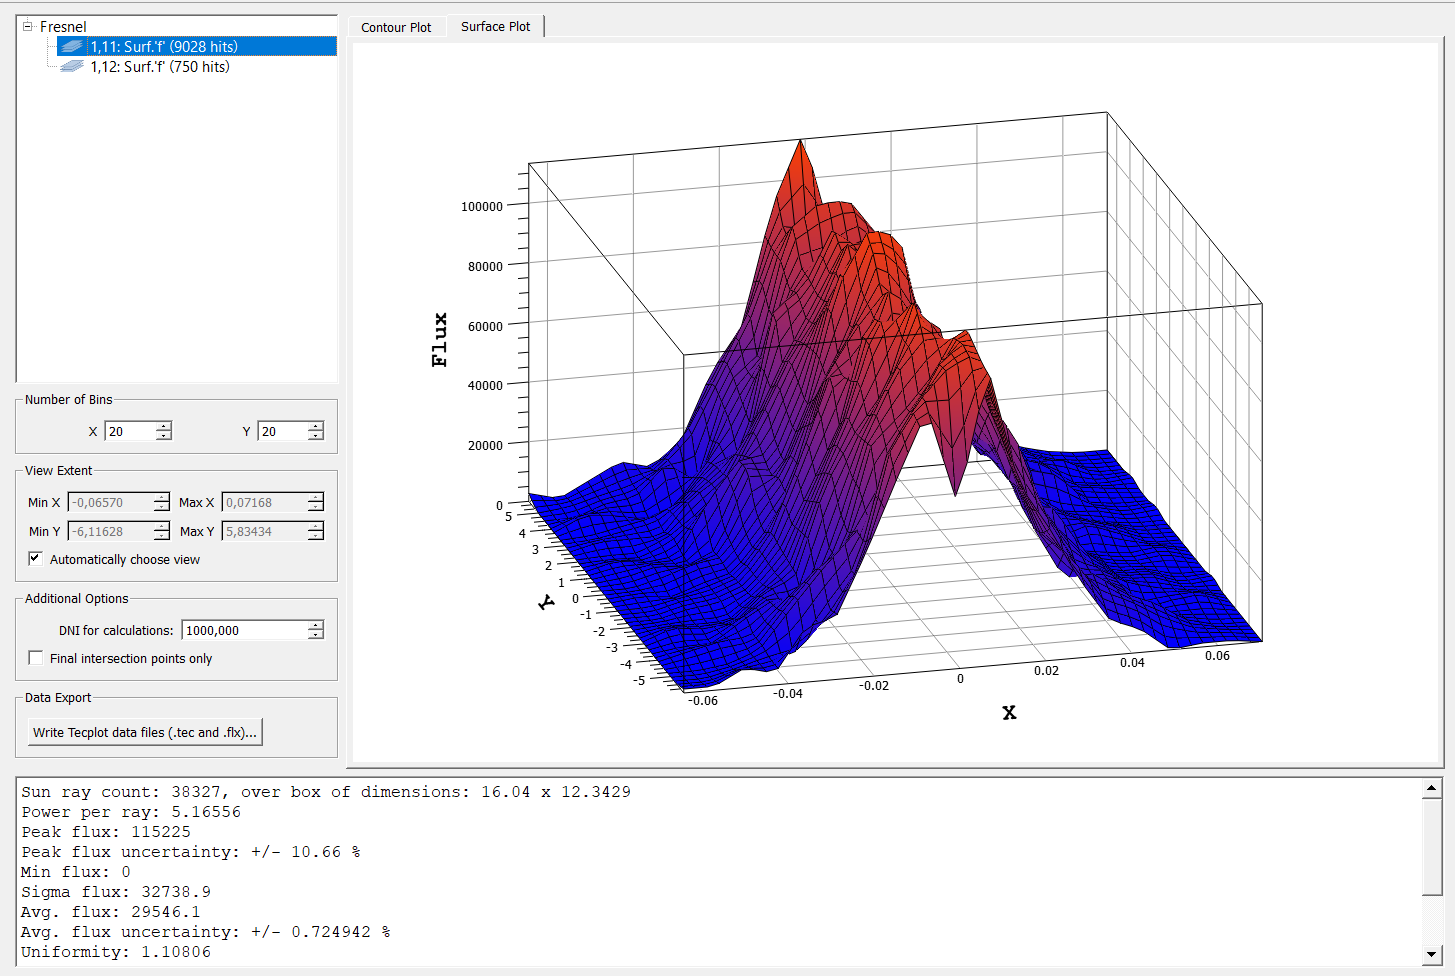 Fresnel
1,11: Surf.'f' (9028 hits)
1,12: Surf.'f' (750 hits)
Number of Bins
X 20 Y 20
View Extent
Min X -0,06570 Max X 0,07168
Min Y -6,11628 Max Y 5,83434
Automatically choose view
Additional Options
DNI for calculations: 1000,000
Final intersection points only
Data Export
Write Tecplot data files (.tec and .flx)...
Contour Plot Surface Plot
Flux
100000
80000
60000
40000
20000
0
5
4
3
2
1
0
-1
-2
-3
-4
-5
Y
-0.06
-0.04
-0.02
0
0.02
0.04
0.06
X
Sun ray count: 38327, over box of dimensions: 16.04 x 12.3429
Power per ray: 5.16556
Peak flux: 115225
Peak flux uncertainty: +/- 10.66 %
Min flux: 0
Sigma flux: 32738.9
Avg. flux: 29546.1
Avg. flux uncertainty: +/- 0.724942 %
Uniformity: 1.10806